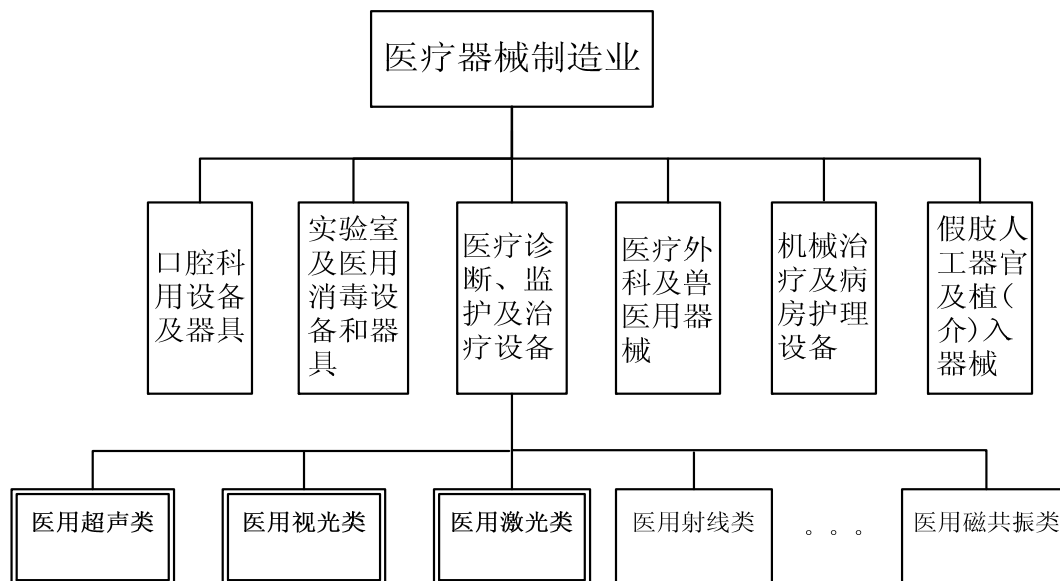 医疗器械制造业
口腔科
用设备
及器具
实验室
及医用
消毒设
备和器
具
医疗诊
断、监
护及治
疗设备
医疗外
科及兽
医用器
械
机械治
疗及病
房护理
设备
假肢人
工器官
及植(
介)入
器械
医用超声类
医用视光类
医用激光类
医用射线类
。。。
医用磁共振类